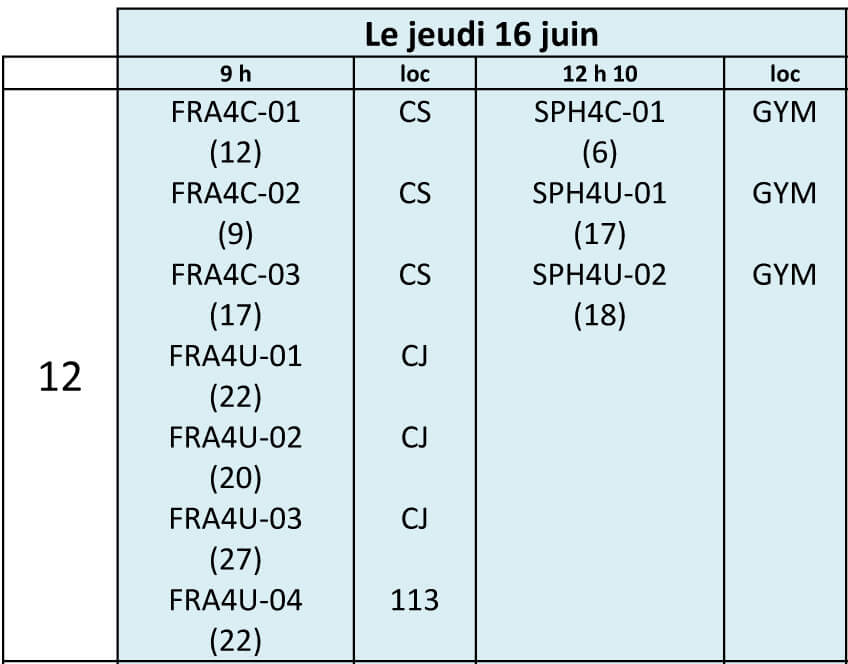 Le jeudi 16 juin
9 h loc 12 h 10 loc
FRA4C-01 CS SPH4C-01 GYM
(12) (6)
FRA4C-02 CS SPH4U-01 GYM
(9) (17)
FRA4C-03 CS SPH4U-02 GYM
(17) (18)
FRA4U-01 CJ
12
(22)
FRA4U-02 CJ
(20)
FRA4U-03 CJ
(27)
FRA4U-04 113
(22)